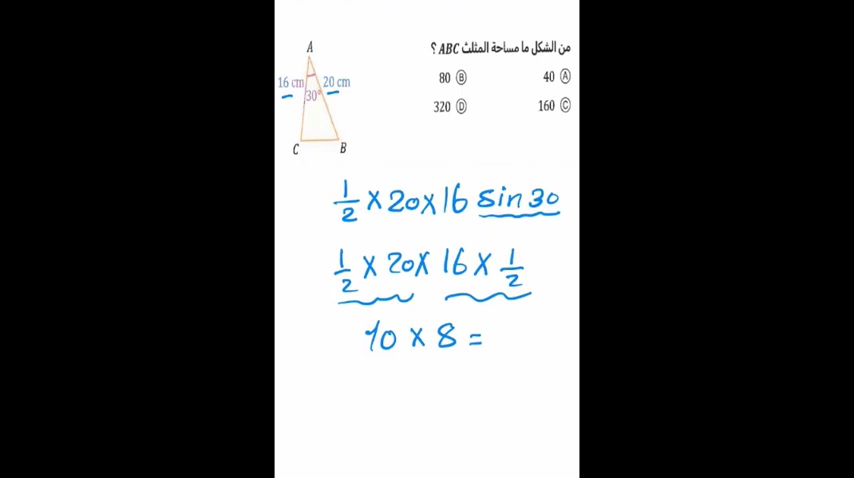 من الشكل ما مساحة المثلث ABC ؟
A 40
B 80
C 160
D 320
A
16 cm
20 cm
30°
C
B
1/2 × 20 × 16 sin 30
1/2 × 20 × 16 × 1/2
10 × 8 =